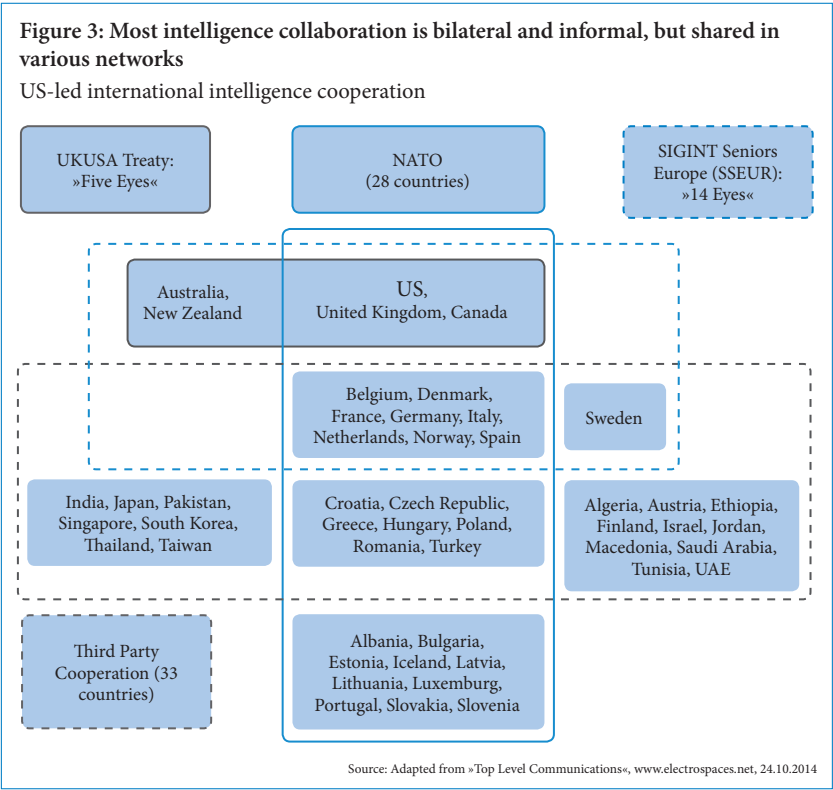 Figure 3: Most intelligence collaboration is bilateral and informal, but shared in
various networks
US-led international intelligence cooperation
UKUSA Treaty:
»Five Eyes«
NATO
(28 countries)
SIGINT Seniors
Europe (SSEUR):
»14 Eyes«
Australia,
New Zealand
US,
United Kingdom, Canada
Belgium, Denmark,
France, Germany, Italy,
Netherlands, Norway, Spain
Sweden
India, Japan, Pakistan,
Singapore, South Korea,
Thailand, Taiwan
Croatia, Czech Republic,
Greece, Hungary, Poland,
Romania, Turkey
Algeria, Austria, Ethiopia,
Finland, Israel, Jordan,
Macedonia, Saudi Arabia,
Tunisia, UAE
Third Party
Cooperation (33
countries)
Albania, Bulgaria,
Estonia, Iceland, Latvia,
Lithuania, Luxemburg,
Portugal, Slovakia, Slovenia
Source: Adapted from »Top Level Communications«, www.electrospaces.net, 24.10.2014